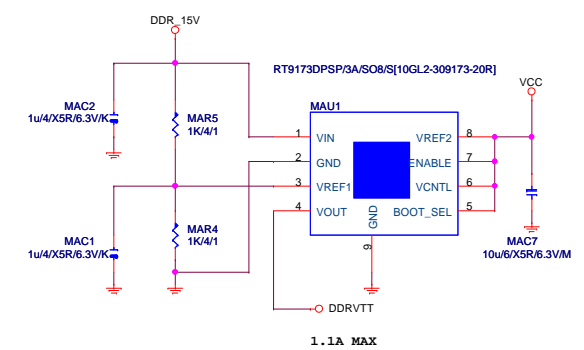 DDR_15V
RT9173DPSP/3A/SO8/S[10GL2-309173-20R]
VCC
MAC2
1u/4/X5R/6.3V/K
MAR5
1K/4/1
MAU1
1 VIN VREF2 8
2 GND ENABLE 7
3 VREF1 VCNTL 6
4 VOUT BOOT_SEL 5
GND
9
MAC1
1u/4/X5R/6.3V/K
MAR4
1K/4/1
MAC7
10u/6/X5R/6.3V/M
DDRVTT
1.1A MAX